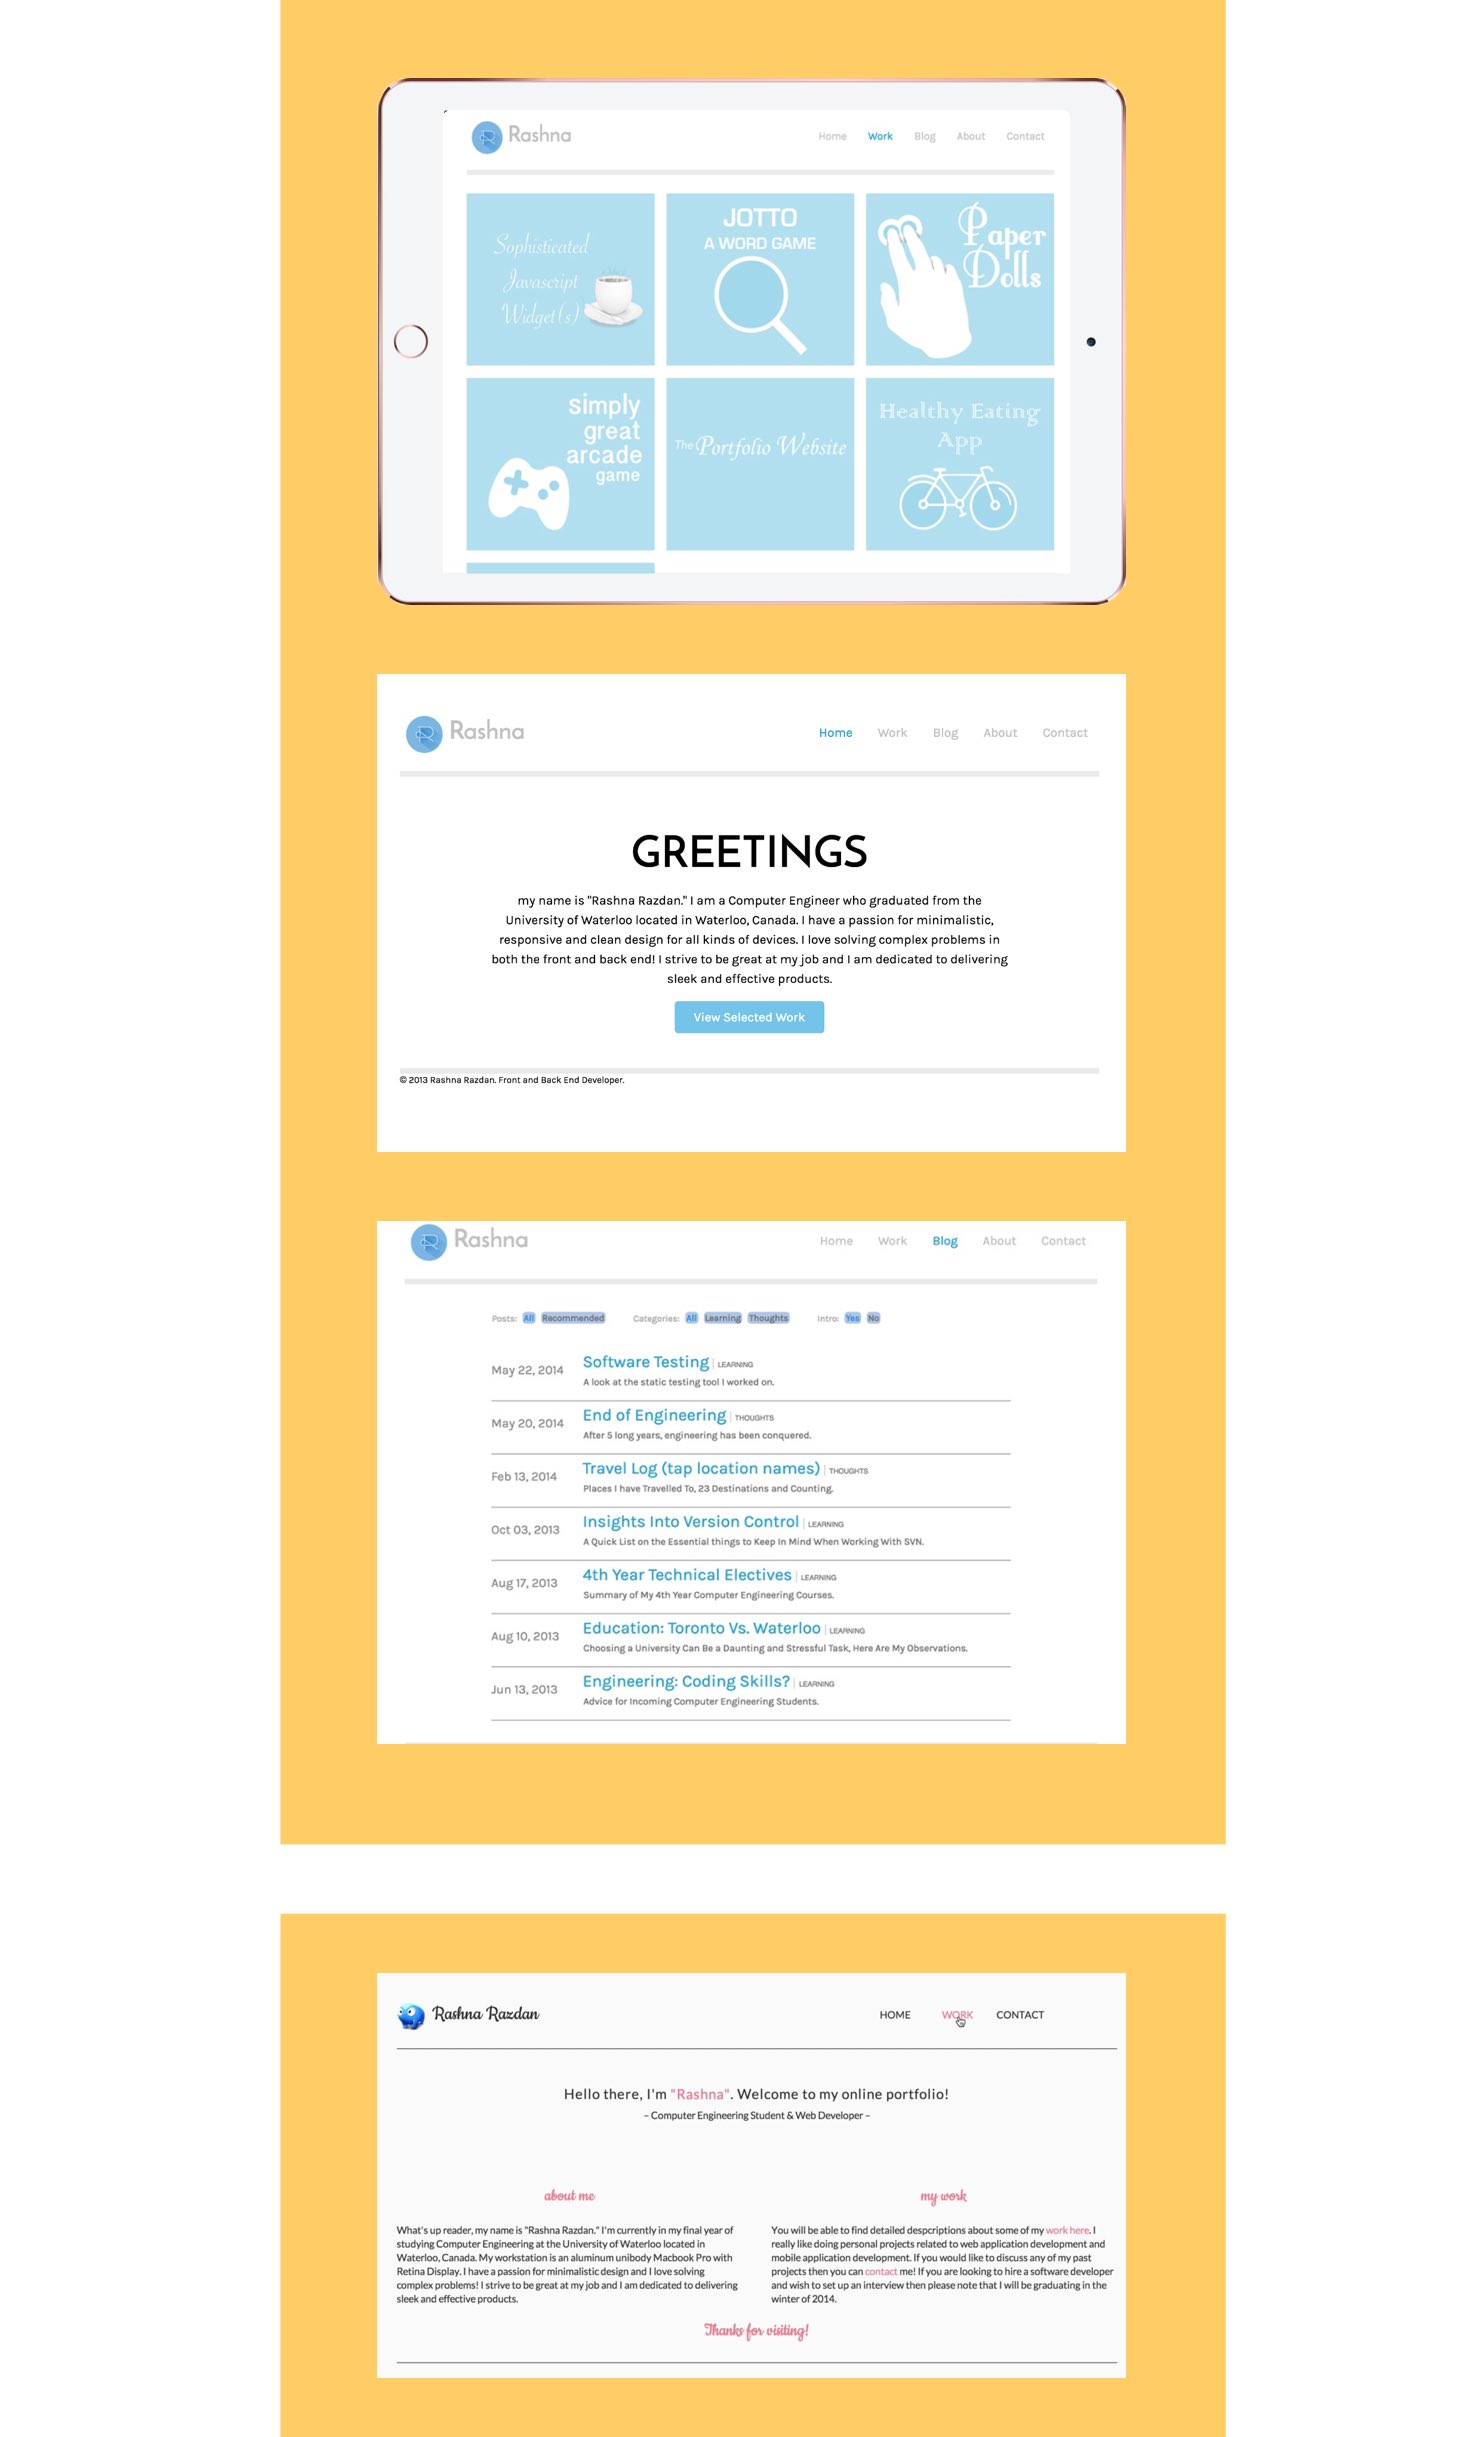 Rashna
Home Work Blog About Contact
Sophisticated
Javascript
Widget(s)
JOTTO
A WORD GAME
Paper
Dolls
simply
great
arcade
game
The Portfolio Website
Healthy Eating
App
Rashna
Home Work Blog About Contact
GREETINGS
my name is "Rashna Razdan." I am a Computer Engineer who graduated from the
University of Waterloo located in Waterloo, Canada. I have a passion for minimalistic,
responsive and clean design for all kinds of devices. I love solving complex problems in
both the front and back end! I strive to be great at my job and I am dedicated to delivering
sleek and effective products.
View Selected Work
© 2013 Rashna Razdan. Front and Back End Developer.
Rashna
Home Work Blog About Contact
Posts: All Recommended Categories: All Learning Thoughts Intro: Yes No
May 22, 2014 Software Testing | LEARNING
A look at the static testing tool I worked on.
May 20, 2014 End of Engineering | THOUGHTS
After 5 long years, engineering has been conquered.
Feb 13, 2014 Travel Log (tap location names) | THOUGHTS
Places I have Travelled To, 23 Destinations and Counting.
Oct 03, 2013 Insights Into Version Control | LEARNING
A Quick List on the Essential things to Keep In Mind When Working With SVN.
Aug 17, 2013 4th Year Technical Electives | LEARNING
Summary of My 4th Year Computer Engineering Courses.
Aug 10, 2013 Education: Toronto Vs. Waterloo | LEARNING
Choosing a University Can Be a Daunting and Stressful Task, Here Are My Observations.
Jun 13, 2013 Engineering: Coding Skills? | LEARNING
Advice for Incoming Computer Engineering Students.
Rashna Razdan
HOME WORK CONTACT
Hello there, I'm "Rashna". Welcome to my online portfolio!
– Computer Engineering Student & Web Developer –
about me
What's up reader, my name is "Rashna Razdan." I'm currently in my final year of
studying Computer Engineering at the University of Waterloo located in
Waterloo, Canada. My workstation is an aluminum unibody Macbook Pro with
Retina Display. I have a passion for minimalistic design and I love solving
complex problems! I strive to be great at my job and I am dedicated to delivering
sleek and effective products.
my work
You will be able to find detailed despcriptions about some of my work here. I
really like doing personal projects related to web application development and
mobile application development. If you would like to discuss any of my past
projects then you can contact me! If you are looking to hire a software developer
and wish to set up an interview then please note that I will be graduating in the
winter of 2014.
Thanks for visiting!